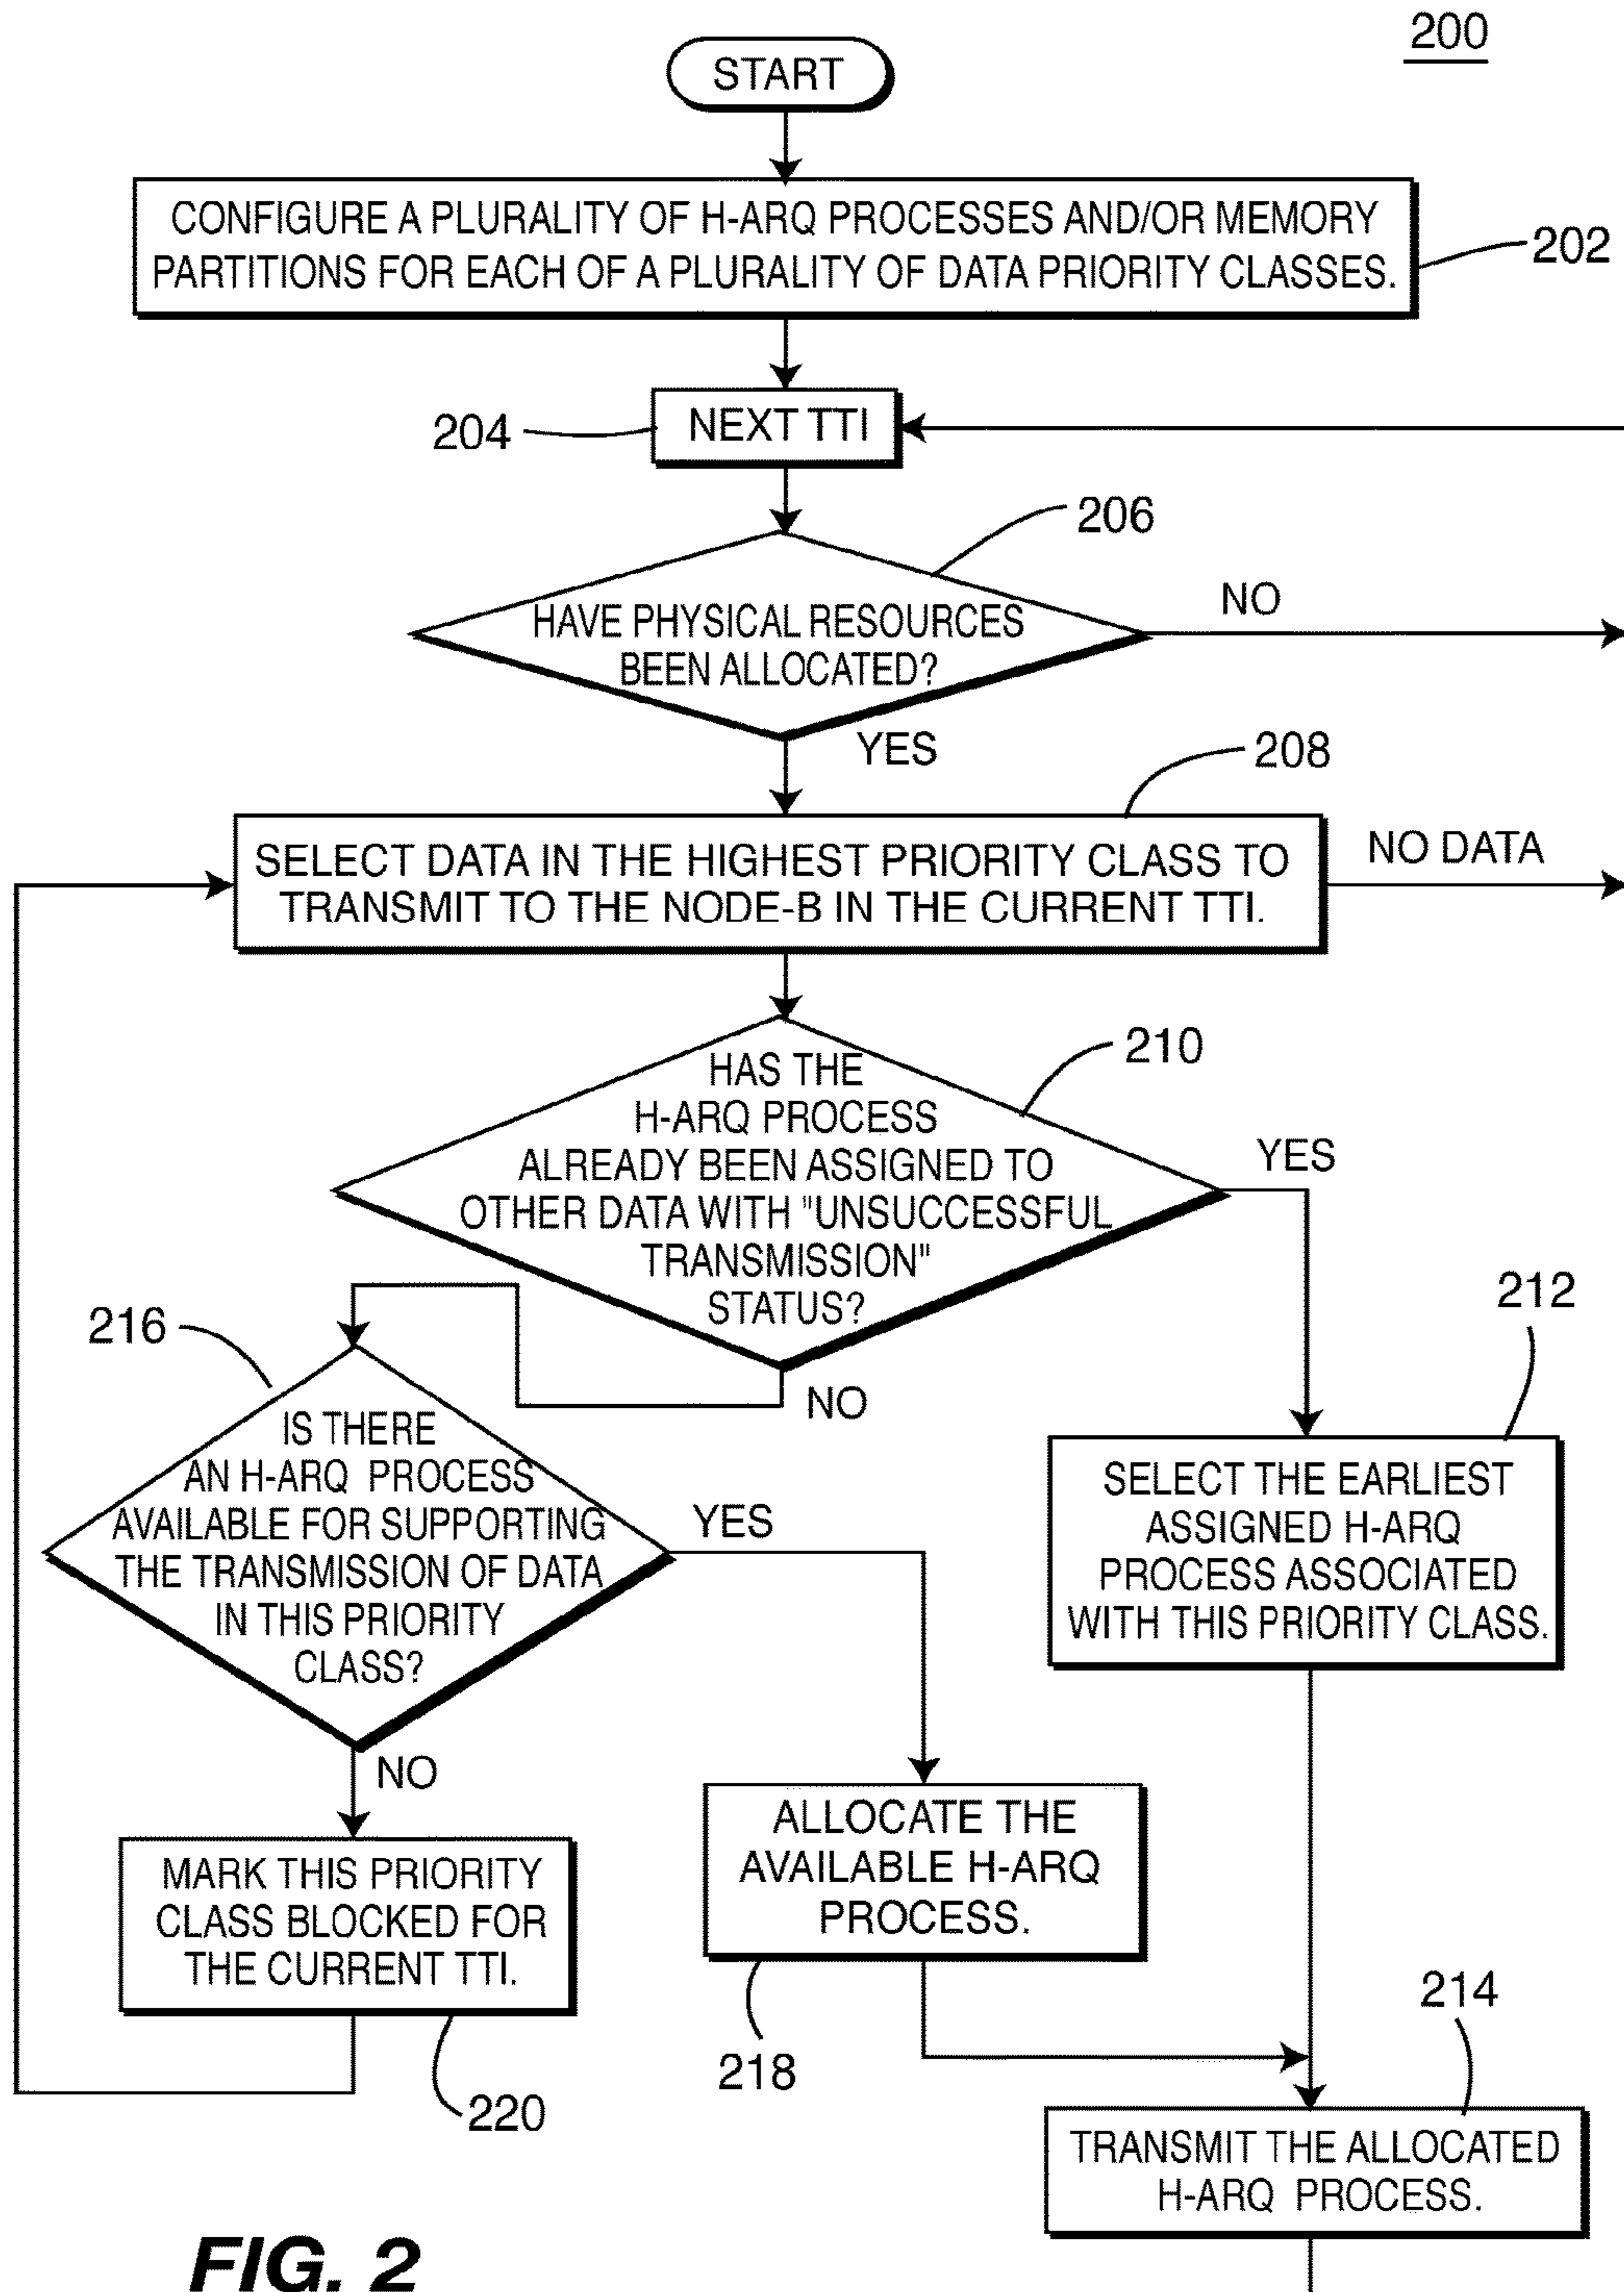 200
START
CONFIGURE A PLURALITY OF H-ARQ PROCESSES AND/OR MEMORY
PARTITIONS FOR EACH OF A PLURALITY OF DATA PRIORITY CLASSES.
202
204
NEXT TTI
206
HAVE PHYSICAL RESOURCES
BEEN ALLOCATED?
NO
YES
208
SELECT DATA IN THE HIGHEST PRIORITY CLASS TO
TRANSMIT TO THE NODE-B IN THE CURRENT TTI.
NO DATA
210
HAS THE
H-ARQ PROCESS
ALREADY BEEN ASSIGNED TO
OTHER DATA WITH "UNSUCCESSFUL
TRANSMISSION"
STATUS?
YES
NO
212
SELECT THE EARLIEST
ASSIGNED H-ARQ
PROCESS ASSOCIATED
WITH THIS PRIORITY CLASS.
216
IS THERE
AN H-ARQ PROCESS
AVAILABLE FOR SUPPORTING
THE TRANSMISSION OF DATA
IN THIS PRIORITY
CLASS?
YES
NO
ALLOCATE THE
AVAILABLE H-ARQ
PROCESS.
218
MARK THIS PRIORITY
CLASS BLOCKED FOR
THE CURRENT TTI.
220
214
TRANSMIT THE ALLOCATED
H-ARQ PROCESS.
FIG. 2